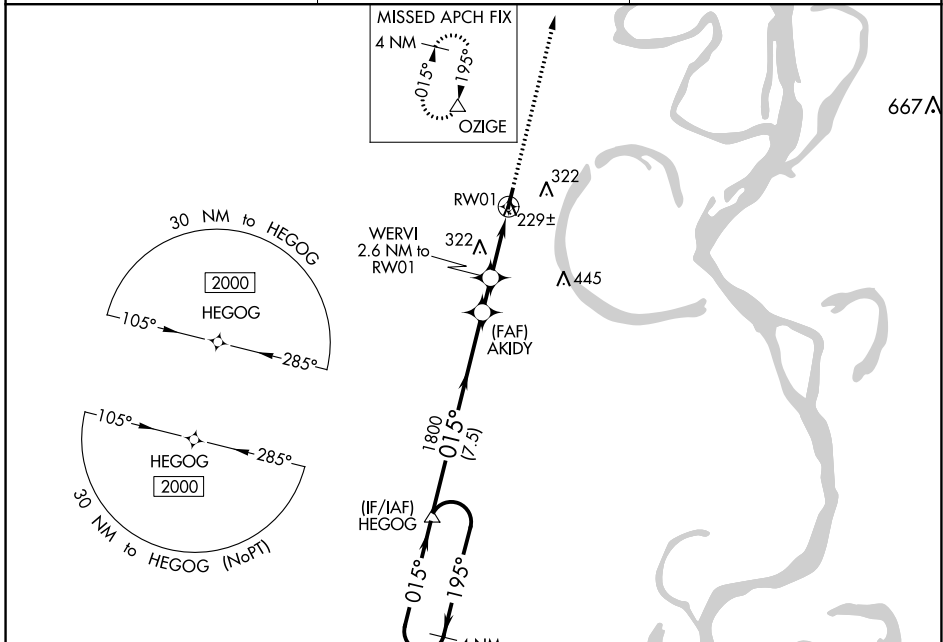 MISSED APCH FIX
4 NM
015°
195°
OZIGE
667
RW01
322
229±
WERVI
2.6 NM to
RW01
322
445
(FAF)
AKIDY
30 NM to HEGOG
2000
HEGOG
105°
285°
105°
285°
HEGOG
2000
30 NM to HEGOG (NoPT)
1800
015°
(7.5)
(IF/IAF)
HEGOG
015°
195°
4 NM